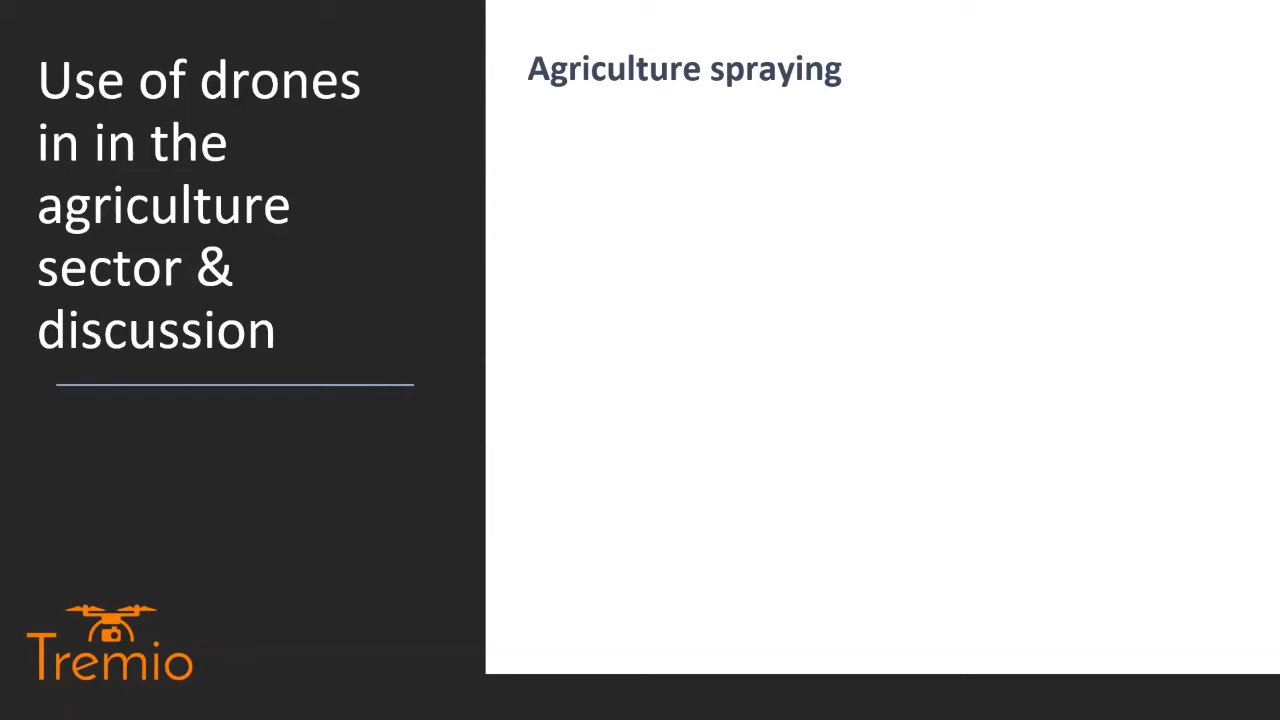 Use of drones
in in the
agriculture
sector &
discussion
Agriculture spraying
Tremio